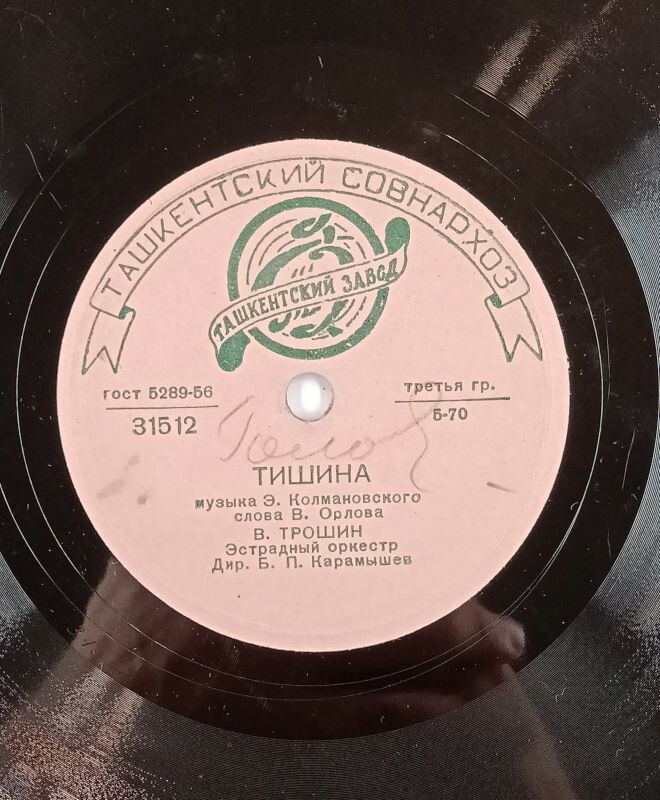 ТАШКЕНТСКИЙ СОВНАРХОЗ
ТАШКЕНТСКИЙ ЗАВОД
гост 5289-56
31512
третья гр.
5-70
ТИШИНА
музыка Э. Колмановского
слова В. Орлова
В. ТРОШИН
Эстрадный оркестр
Дир. Б. П. Карамышев